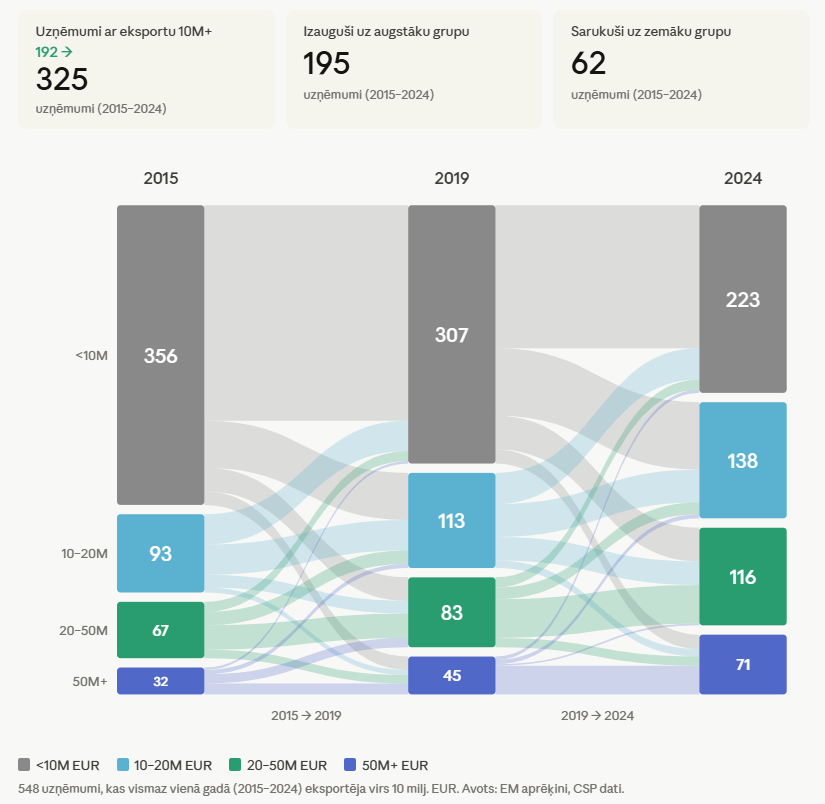 Uzņēmumi ar eksportu 10M+
192 →
325
uzņēmumi (2015–2024)
Izauguši uz augstāku grupu
195
uzņēmumi (2015–2024)
Sarukuši uz zemāku grupu
62
uzņēmumi (2015–2024)
2015 2019 2024
<10M 356 307 223
10–20M 93 113 138
20–50M 67 83 116
50M+ 32 45 71
2015 → 2019 2019 → 2024
<10M EUR 10–20M EUR 20–50M EUR 50M+ EUR
548 uzņēmumi, kas vismaz vienā gadā (2015–2024) eksportēja virs 10 milj. EUR. Avots: EM aprēķini, CSP dati.